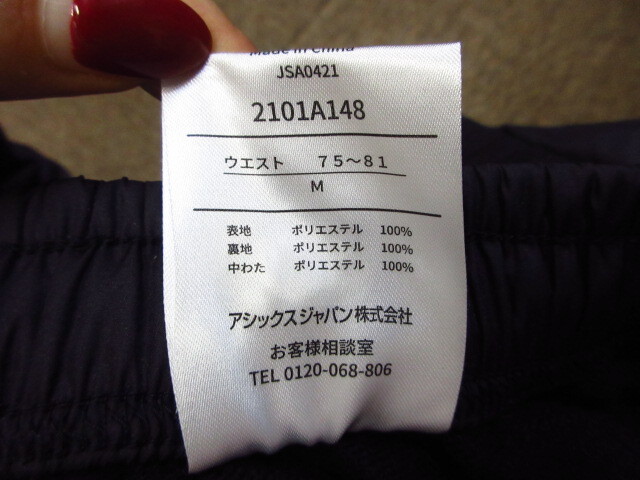 Made in China
JSA0421
2101A148
ウエスト 75～81
M
表地 ポリエステル 100%
裏地 ポリエステル 100%
中わた ポリエステル 100%
アシックスジャパン株式会社
お客様相談室
TEL 0120-068-806